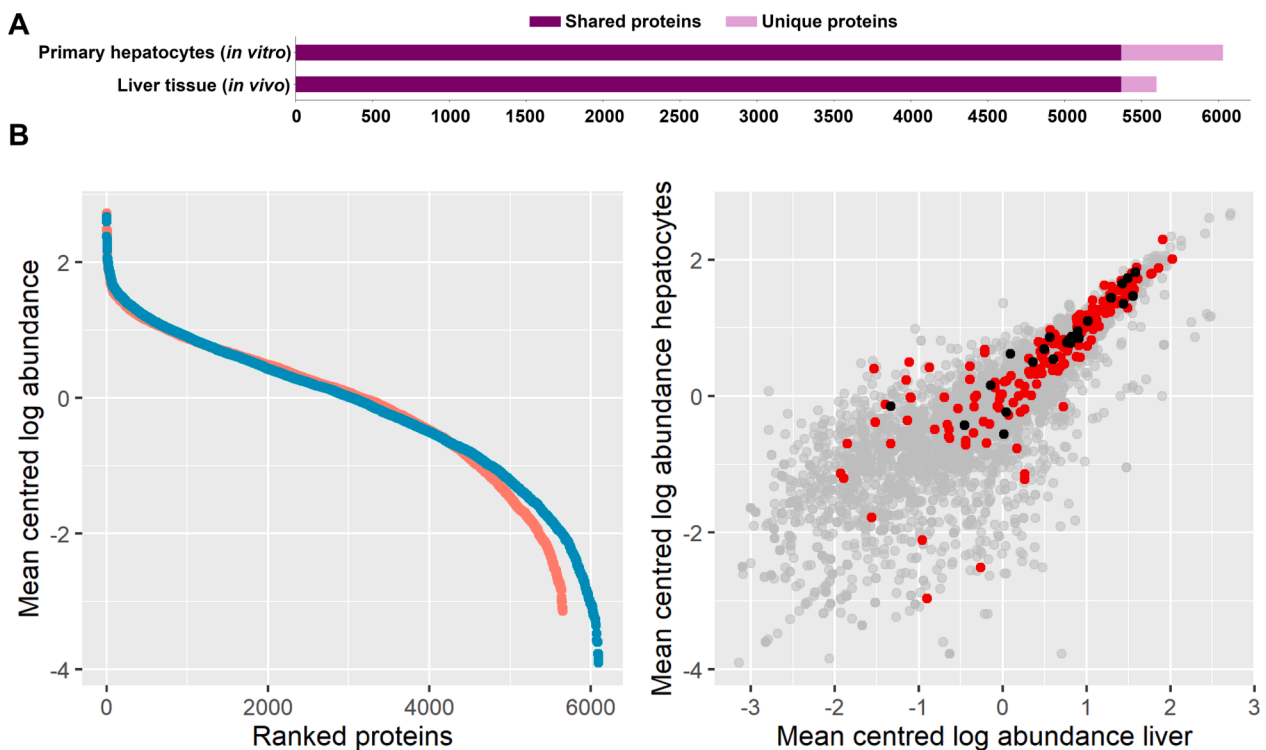 A
Shared proteins Unique proteins
Primary hepatocytes (in vitro)
Liver tissue (in vivo)
0 500 1000 1500 2000 2500 3000 3500 4000 4500 5000 5500 6000
B
Mean centred log abundance
2
0
-2
-4
0 2000 4000 6000
Ranked proteins
Mean centred log abundance hepatocytes
2
0
-2
-4
-3 -2 -1 0 1 2 3
Mean centred log abundance liver